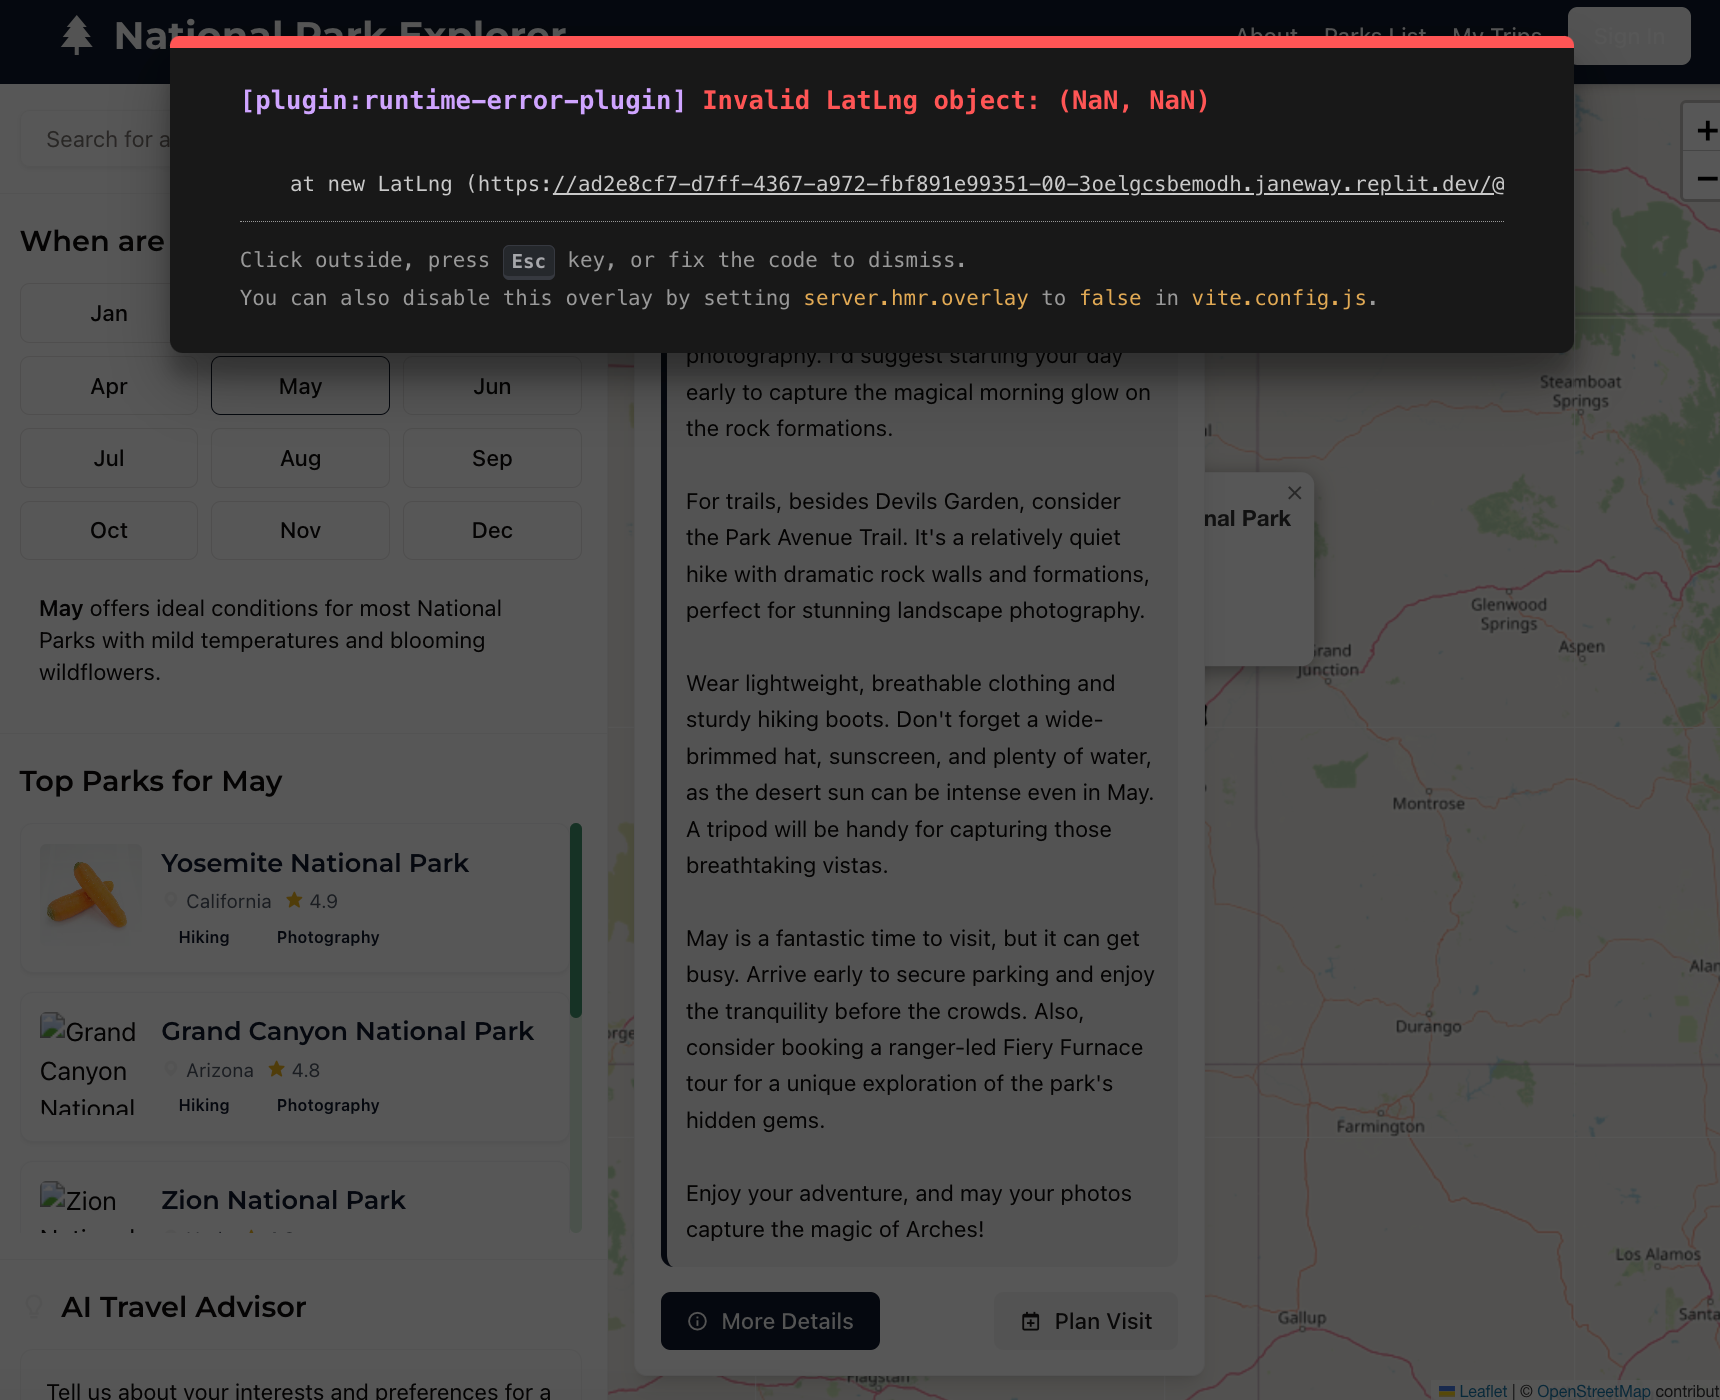 National Park Explorer
About
Parks List
My Trips
Sign In
[plugin:runtime-error-plugin] Invalid LatLng object: (NaN, NaN)
at new LatLng (https://ad2e8cf7-d7ff-4367-a972-fbf891e99351-00-3oelgcsbemodh.janeway.replit.dev/@
Click outside, press Esc key, or fix the code to dismiss.
You can also disable this overlay by setting server.hmr.overlay to false in vite.config.js.
Search for a
When are
Jan
Apr
May
Jun
Jul
Aug
Sep
Oct
Nov
Dec
May offers ideal conditions for most National
Parks with mild temperatures and blooming
wildflowers.
Top Parks for May
Yosemite National Park
California 4.9
Hiking Photography
Grand
Canyon
National
Grand Canyon National Park
Arizona 4.8
Hiking Photography
Zion
Zion National Park
AI Travel Advisor
Tell us about your interests and preferences for a
photography. I'd suggest starting your day
early to capture the magical morning glow on
the rock formations.
For trails, besides Devils Garden, consider
the Park Avenue Trail. It's a relatively quiet
hike with dramatic rock walls and formations,
perfect for stunning landscape photography.
Wear lightweight, breathable clothing and
sturdy hiking boots. Don't forget a wide-
brimmed hat, sunscreen, and plenty of water,
as the desert sun can be intense even in May.
A tripod will be handy for capturing those
breathtaking vistas.
May is a fantastic time to visit, but it can get
busy. Arrive early to secure parking and enjoy
the tranquility before the crowds. Also,
consider booking a ranger-led Fiery Furnace
tour for a unique exploration of the park's
hidden gems.
Enjoy your adventure, and may your photos
capture the magic of Arches!
More Details
Plan Visit
+
−
nal Park
×
Steamboat
Springs
Glenwood
Springs
Aspen
Grand
Junction
Montrose
Alam
Durango
Farmington
Los Alamos
Santa
Gallup
Flagstaff
Leaflet | © OpenStreetMap contribut